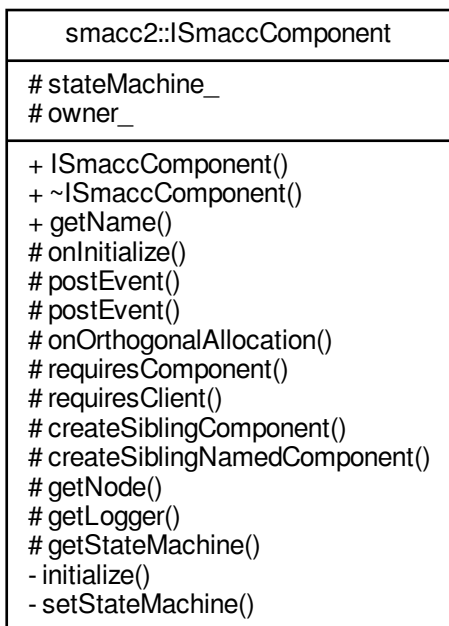 smacc2::ISmaccComponent
# stateMachine_
# owner_
+ ISmaccComponent()
+ ~ISmaccComponent()
+ getName()
# onInitialize()
# postEvent()
# postEvent()
# onOrthogonalAllocation()
# requiresComponent()
# requiresClient()
# createSiblingComponent()
# createSiblingNamedComponent()
# getNode()
# getLogger()
# getStateMachine()
- initialize()
- setStateMachine()